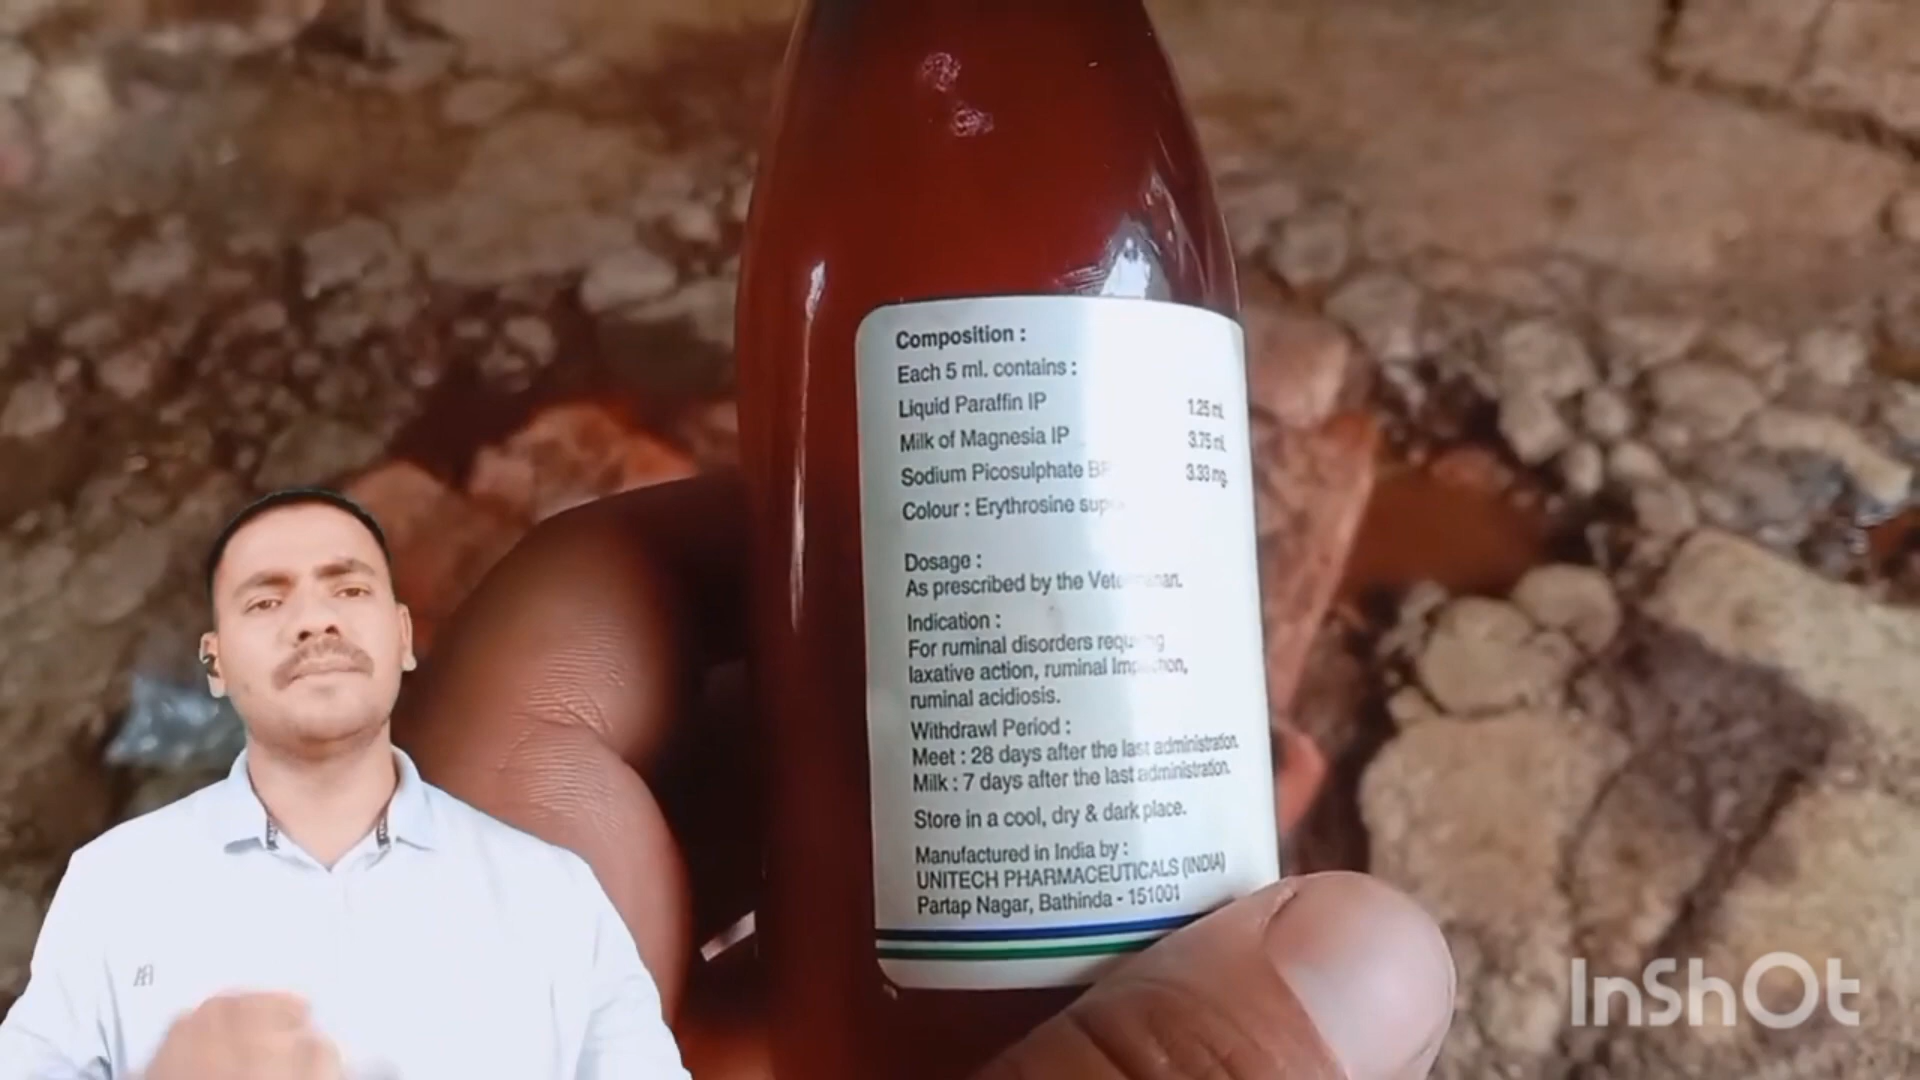 Composition :
Each 5 ml. contains :
Liquid Paraffin IP 1.25 ml.
Milk of Magnesia IP 3.75 ml.
Sodium Picosulphate BP 3.33 mg.
Colour : Erythrosine
Dosage :
As prescribed by the
Indication :
For ruminal disorders
laxative action, ruminal
ruminal acidiosis.
Withdrawl Period :
Meet : 28 days after the last administration.
Milk : 7 days after the last administration.
Store in a cool, dry & dark place.
Manufactured in India by :
UNITECH PHARMACEUTICALS (INDIA)
Partap Nagar, Bathinda - 151001
InShOt